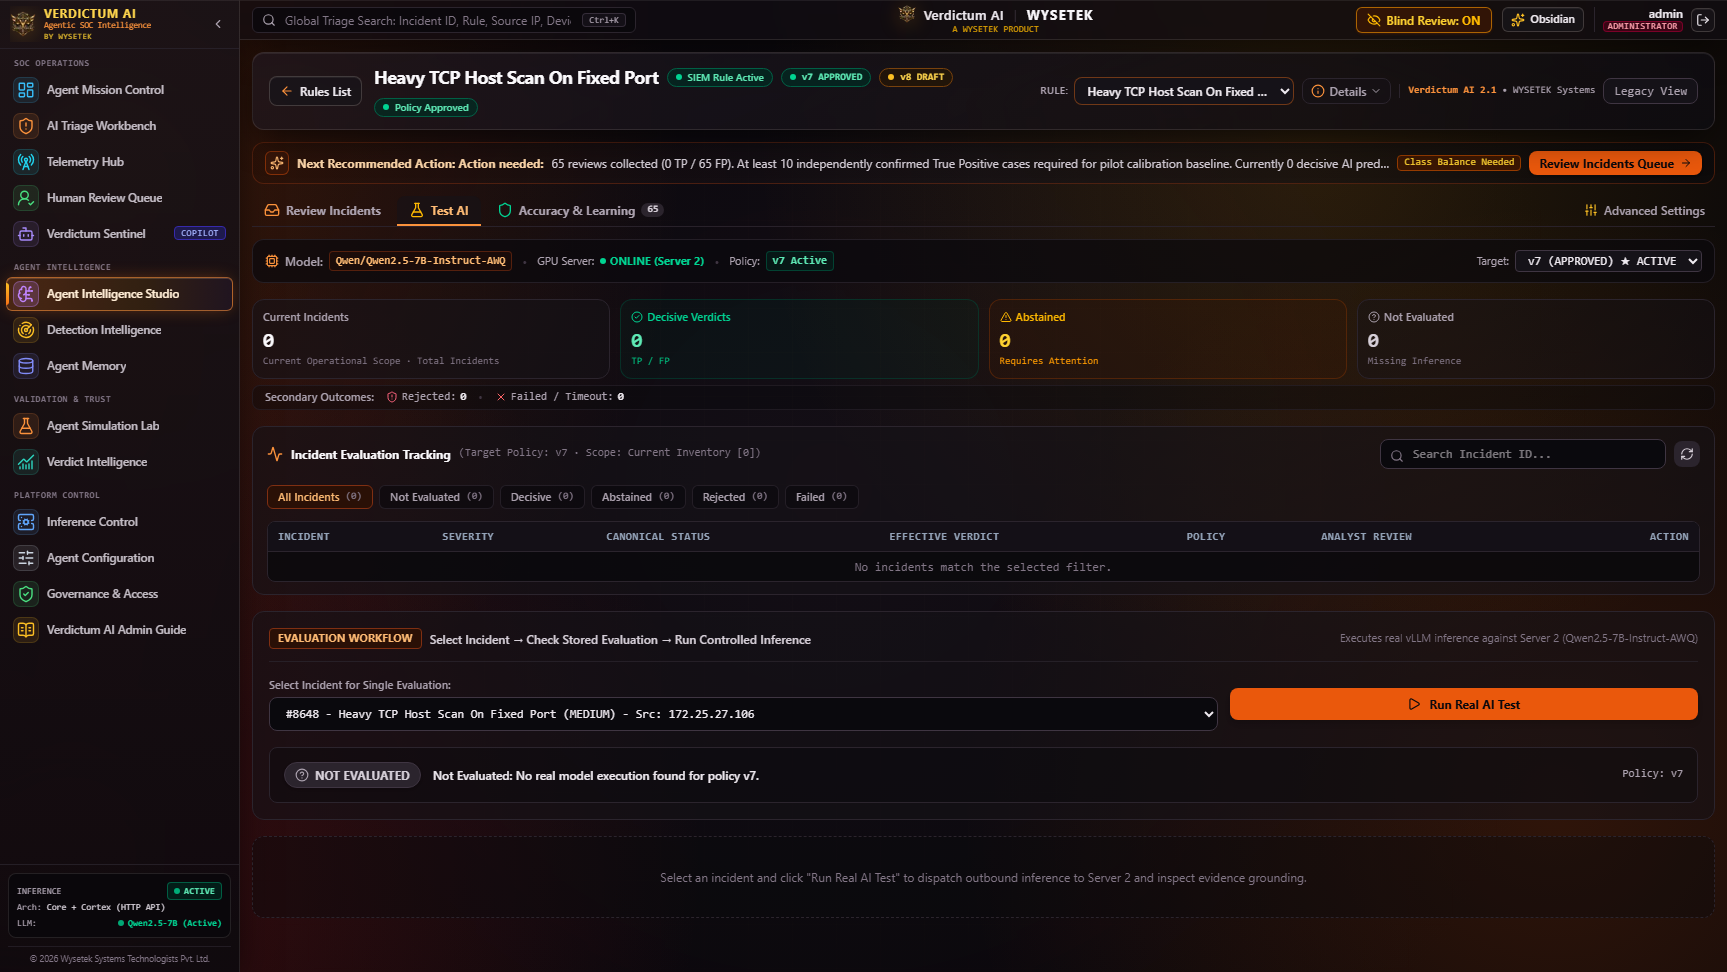 VERDICTUM AI
Agentic SOC Intelligence
BY WYSETEK
Global Triage Search: Incident ID, Rule, Source IP, Devi
Ctrl+K
Verdictum AI | WYSETEK
A WYSETEK PRODUCT
Blind Review: ON
Obsidian
admin
ADMINISTRATOR
SOC OPERATIONS
Agent Mission Control
AI Triage Workbench
Telemetry Hub
Human Review Queue
Verdictum Sentinel COPILOT
AGENT INTELLIGENCE
Agent Intelligence Studio
Detection Intelligence
Agent Memory
VALIDATION & TRUST
Agent Simulation Lab
Verdict Intelligence
PLATFORM CONTROL
Inference Control
Agent Configuration
Governance & Access
Verdictum AI Admin Guide
INFERENCE ACTIVE
Arch: Core + Cortex (HTTP API)
LLM: Qwen2.5-7B (Active)
© 2026 Wysetek Systems Technologists Pvt. Ltd.
← Rules List
Heavy TCP Host Scan On Fixed Port
SIEM Rule Active
v7 APPROVED
v8 DRAFT
Policy Approved
RULE: Heavy TCP Host Scan On Fixed ...
Details
Verdictum AI 2.1 • WYSETEK Systems
Legacy View
Next Recommended Action: Action needed: 65 reviews collected (0 TP / 65 FP). At least 10 independently confirmed True Positive cases required for pilot calibration baseline. Currently 0 decisive AI pred...
Class Balance Needed
Review Incidents Queue →
Review Incidents
Test AI
Accuracy & Learning 65
Advanced Settings
Model: Qwen/Qwen2.5-7B-Instruct-AWQ · GPU Server: ONLINE (Server 2) · Policy: v7 Active
Target: v7 (APPROVED) ★ ACTIVE
Current Incidents
0
Current Operational Scope · Total Incidents
Decisive Verdicts
0
TP / FP
Abstained
0
Requires Attention
Not Evaluated
0
Missing Inference
Secondary Outcomes: Rejected: 0 · Failed / Timeout: 0
Incident Evaluation Tracking (Target Policy: v7 · Scope: Current Inventory [0])
Search Incident ID...
All Incidents (0)
Not Evaluated (0)
Decisive (0)
Abstained (0)
Rejected (0)
Failed (0)
INCIDENT SEVERITY CANONICAL STATUS EFFECTIVE VERDICT POLICY ANALYST REVIEW ACTION
No incidents match the selected filter.
EVALUATION WORKFLOW Select Incident → Check Stored Evaluation → Run Controlled Inference
Executes real vLLM inference against Server 2 (Qwen2.5-7B-Instruct-AWQ)
Select Incident for Single Evaluation:
#8648 - Heavy TCP Host Scan On Fixed Port (MEDIUM) - Src: 172.25.27.106
Run Real AI Test
NOT EVALUATED Not Evaluated: No real model execution found for policy v7.
Policy: v7
Select an incident and click "Run Real AI Test" to dispatch outbound inference to Server 2 and inspect evidence grounding.